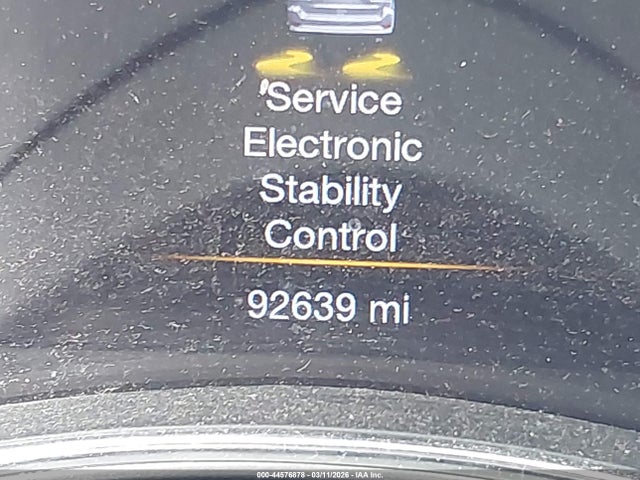 Service
Electronic
Stability
Control
92639 mi
000-44576878 - 03/11/2026 - IAA Inc.